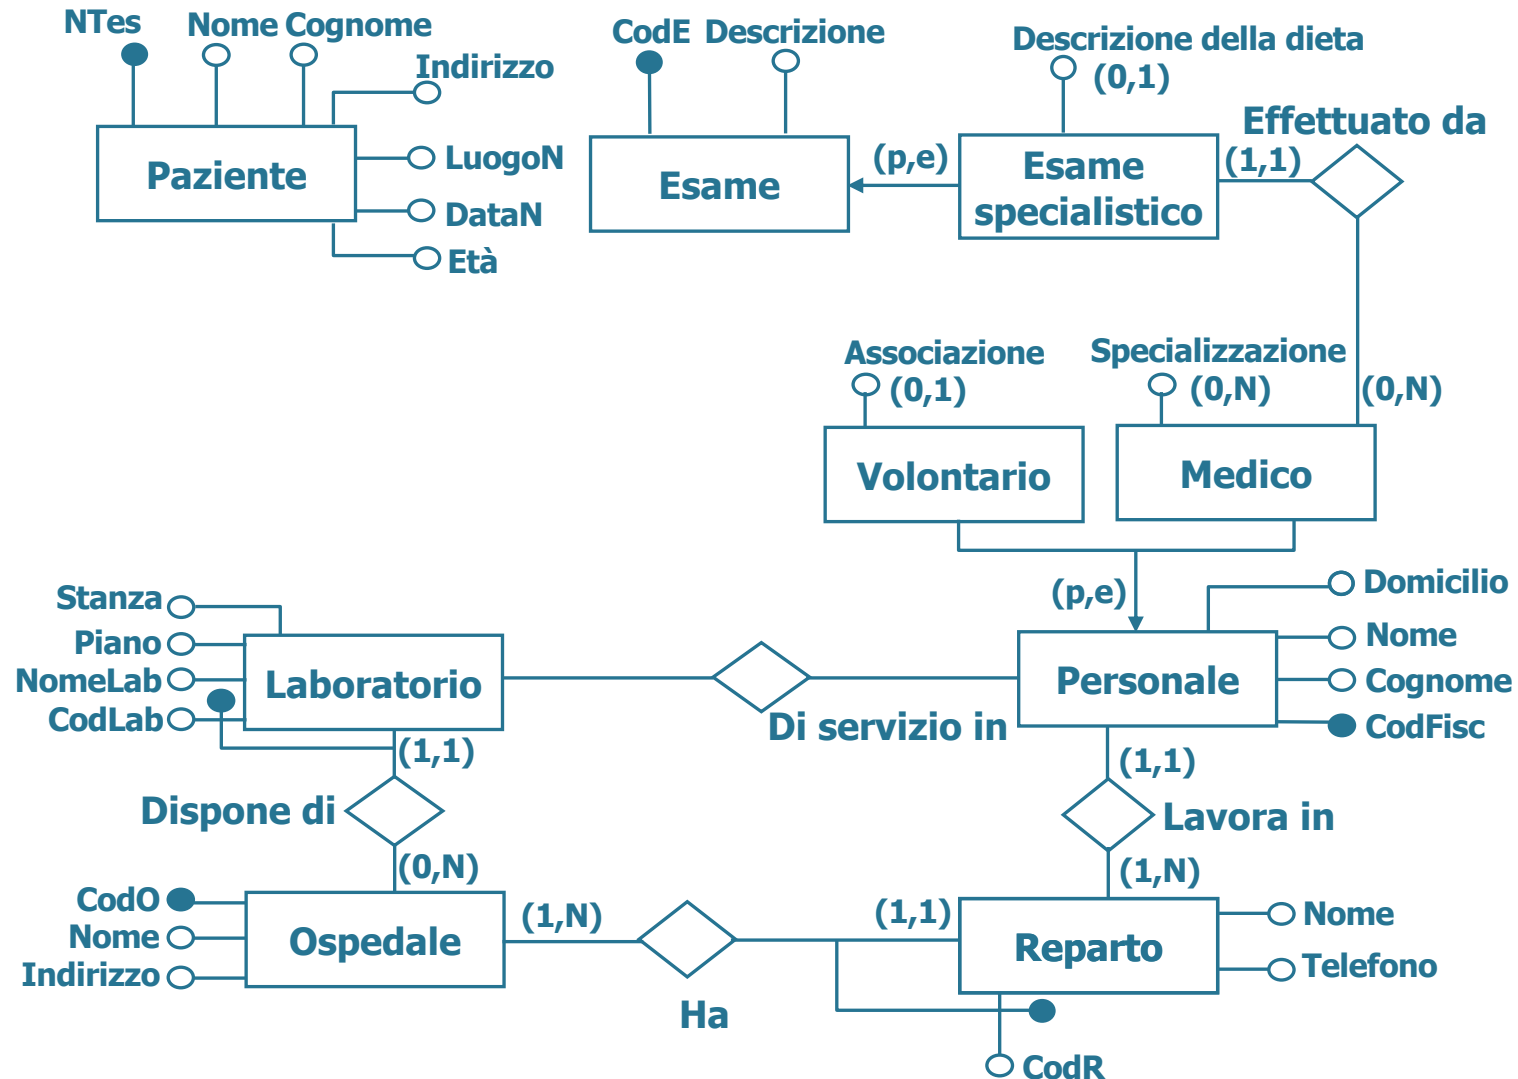 NTes
Nome Cognome
Indirizzo
Paziente
LuogoN
DataN
Età
CodE Descrizione
Esame
(p,e)
Descrizione della dieta
(0,1)
Esame
specialistico
Effettuato da
(1,1)
(0,N)
Associazione
(0,1)
Volontario
Specializzazione
(0,N)
Medico
(p,e)
Stanza
Piano
NomeLab
CodLab
Laboratorio
(1,1)
Di servizio in
Personale
Domicilio
Nome
Cognome
CodFisc
(1,1)
Dispone di
Lavora in
(0,N)
(1,N)
CodO
Nome
Indirizzo
Ospedale
(1,N)
Ha
(1,1)
Reparto
Nome
Telefono
CodR